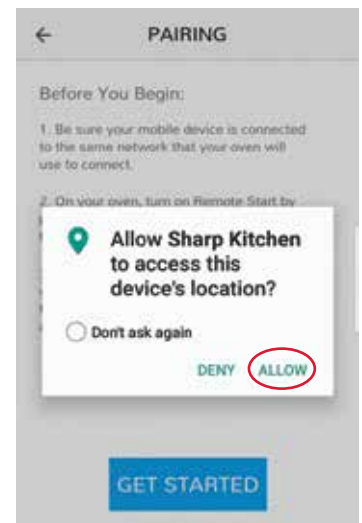 PAIRING
Before You Begin:
1. Be sure your mobile device is connected
to the same network that your oven will
use to connect.
2. On your oven, turn on Remote Start by
Allow Sharp Kitchen
to access this
device's location?
Don't ask again
DENY ALLOW
GET STARTED